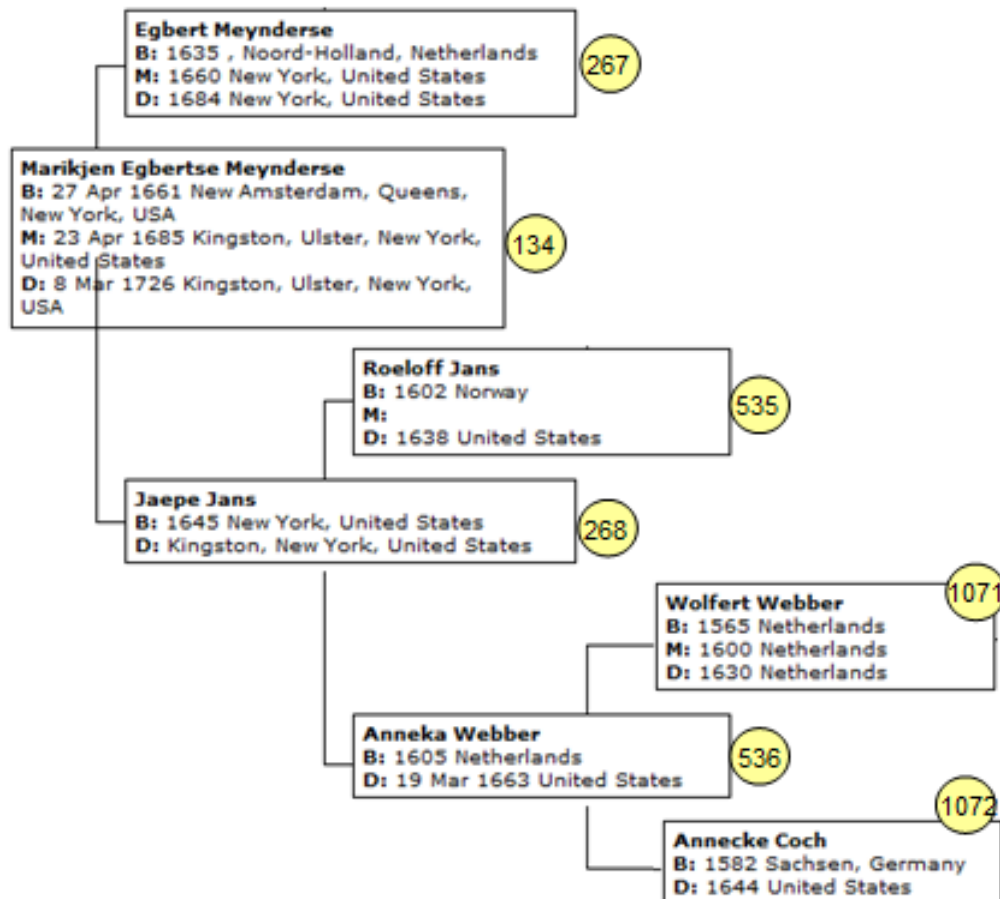 Egbert Meynderse
B: 1635 , Noord-Holland, Netherlands
M: 1660 New York, United States
D: 1684 New York, United States
267
Marikjen Egbertse Meynderse
B: 27 Apr 1661 New Amsterdam, Queens,
New York, USA
M: 23 Apr 1685 Kingston, Ulster, New York,
United States
D: 8 Mar 1726 Kingston, Ulster, New York,
USA
134
Roeloff Jans
B: 1602 Norway
M:
D: 1638 United States
535
Jaepe Jans
B: 1645 New York, United States
D: Kingston, New York, United States
268
Wolfert Webber
B: 1565 Netherlands
M: 1600 Netherlands
D: 1630 Netherlands
1071
Anneka Webber
B: 1605 Netherlands
D: 19 Mar 1663 United States
536
Annecke Coch
B: 1582 Sachsen, Germany
D: 1644 United States
1072